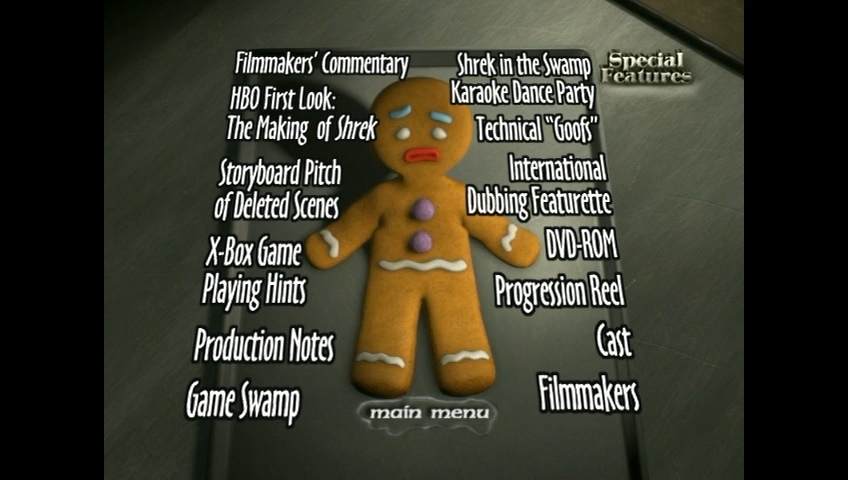 Special
Features
Filmmakers' Commentary
HBO First Look:
The Making of Shrek
Storyboard Pitch
of Deleted Scenes
X-Box Game
Playing Hints
Production Notes
Game Swamp
Shrek in the Swamp
Karaoke Dance Party
Technical "Goofs"
International
Dubbing Featurette
DVD-ROM
Progression Reel
Cast
Filmmakers
main menu